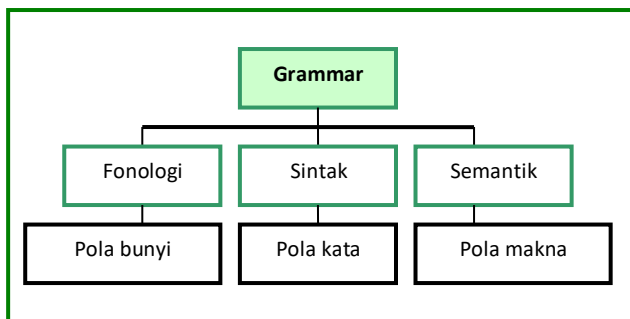 Grammar
Fonologi
Sintak
Semantik
Pola bunyi
Pola kata
Pola makna